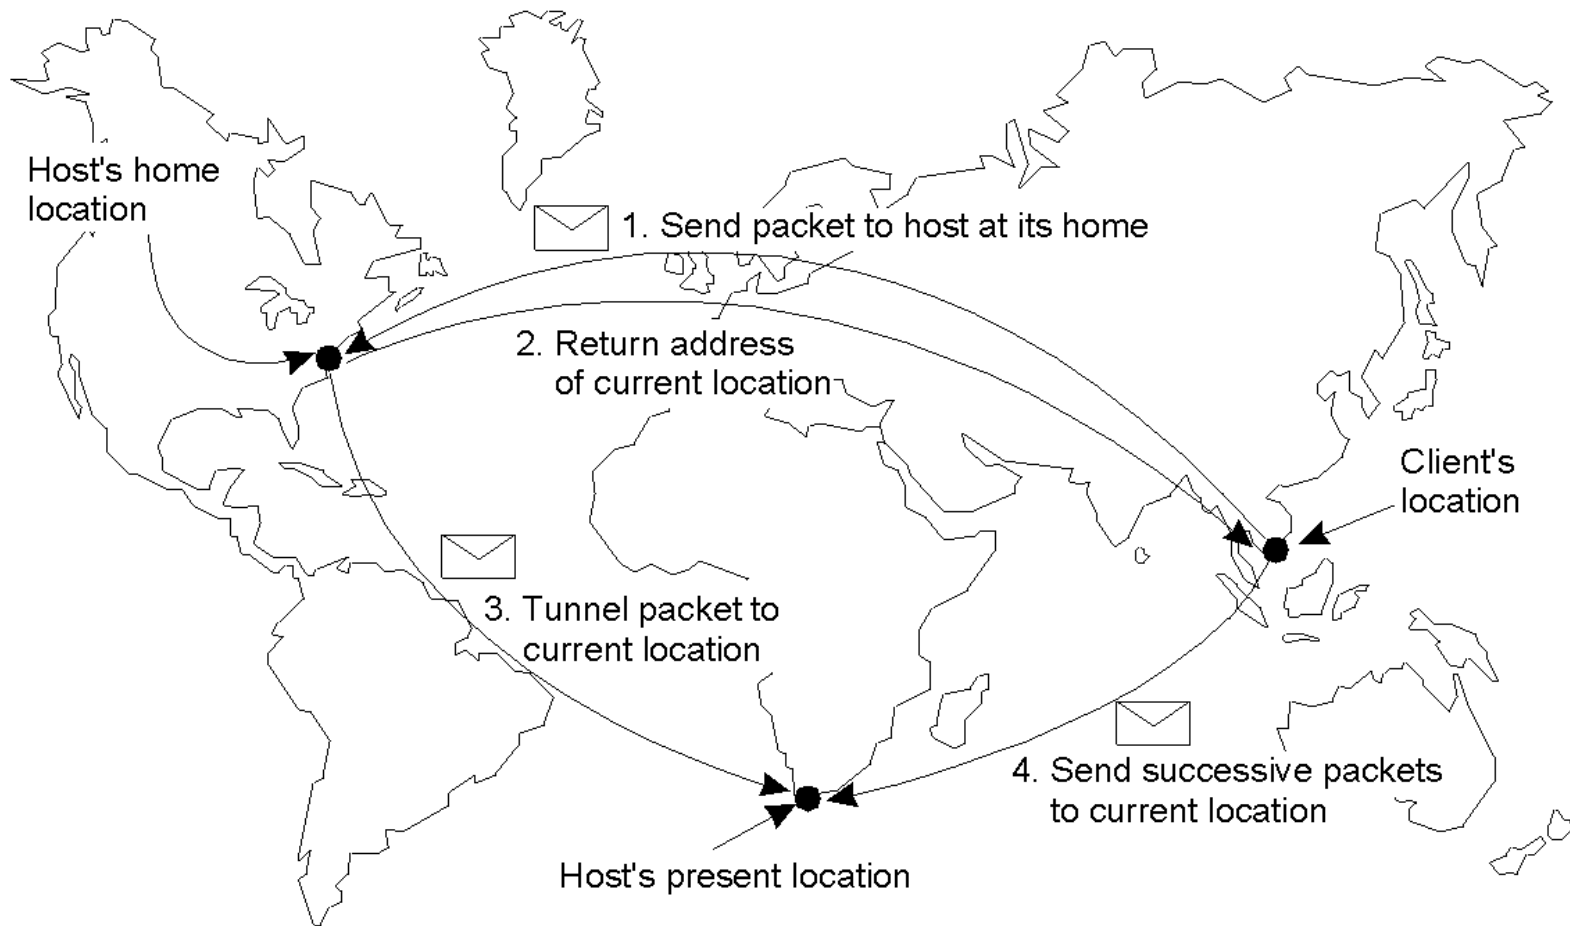 Host's home
location
1. Send packet to host at its home
2. Return address
of current location
Client's
location
3. Tunnel packet to
current location
4. Send successive packets
to current location
Host's present location